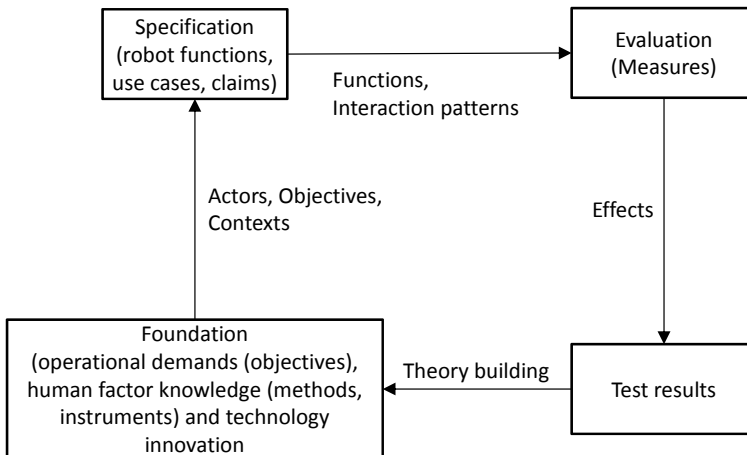 Specification
(robot functions,
use cases, claims)
Functions,
Interaction patterns
Evaluation
(Measures)
Actors, Objectives,
Contexts
Effects
Foundation
(operational demands (objectives),
human factor knowledge (methods,
instruments) and technology
innovation
Theory building
Test results